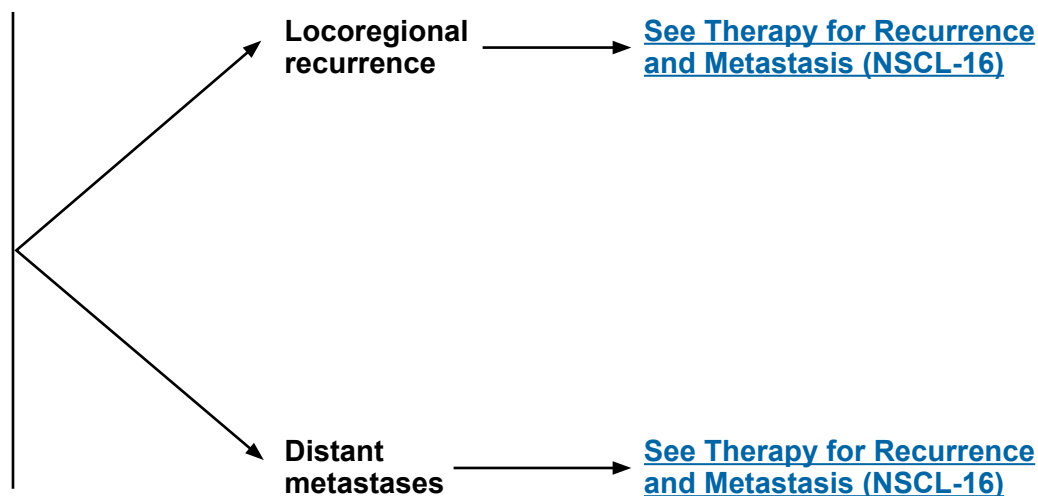 Locoregional
recurrence
See Therapy for Recurrence
and Metastasis (NSCL-16)
Distant
metastases
See Therapy for Recurrence
and Metastasis (NSCL-16)